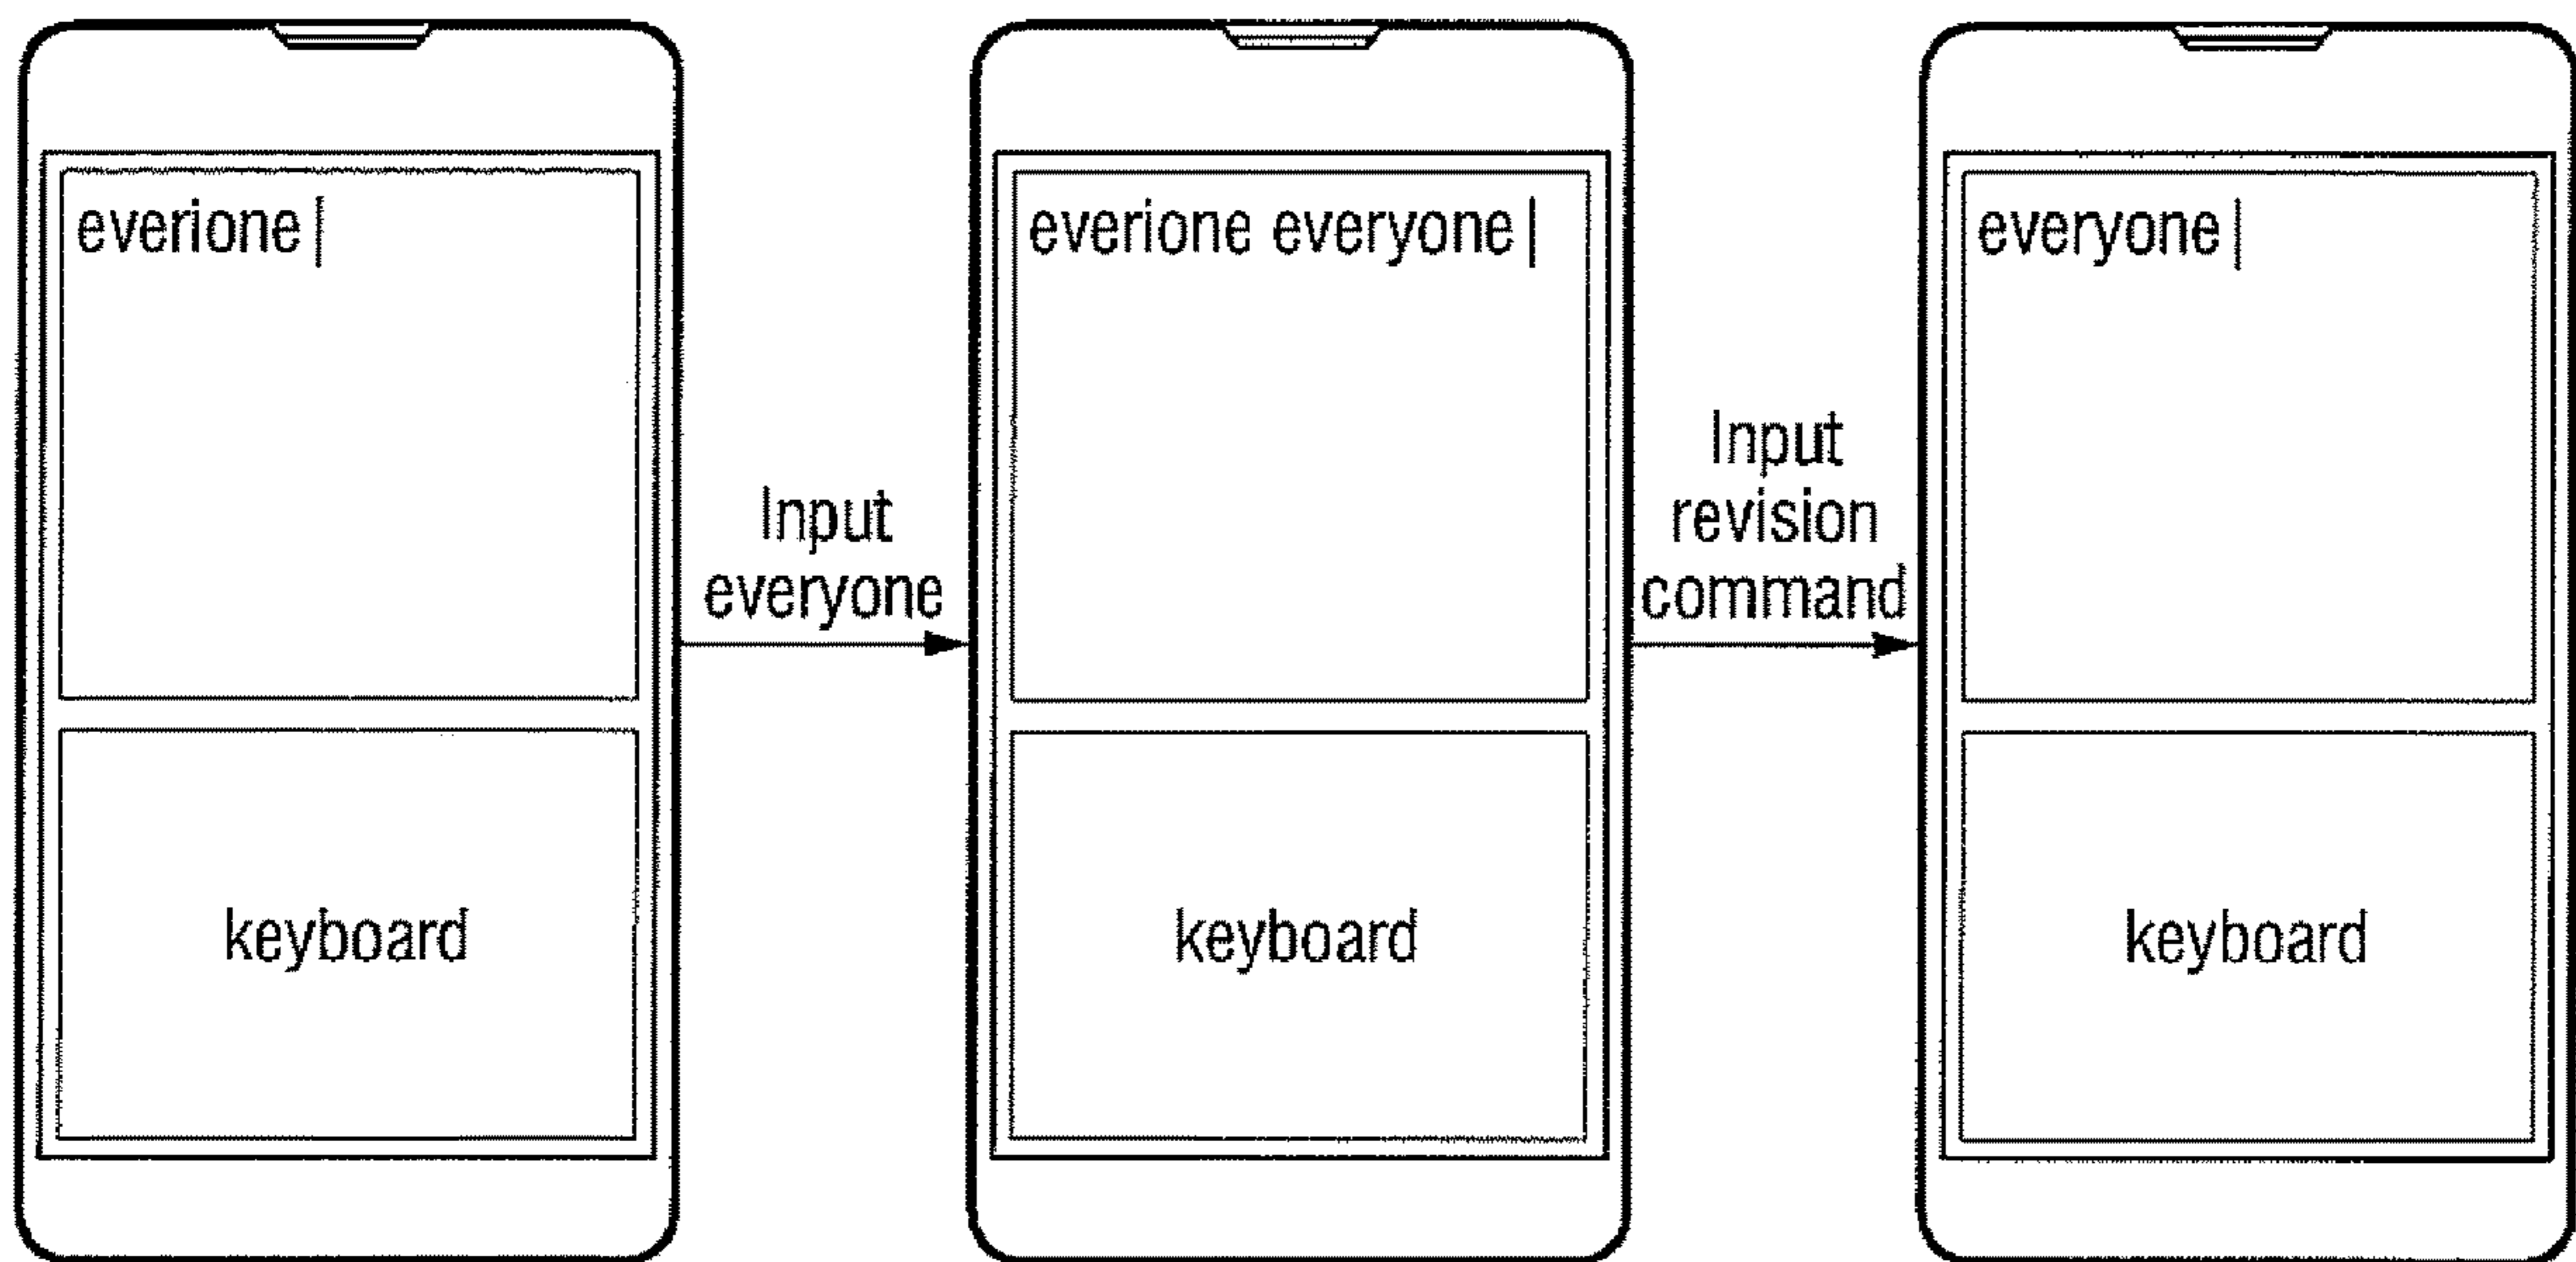 everione
keyboard
Input
everyone
everione everyone
keyboard
Input
revision
command
everyone
keyboard